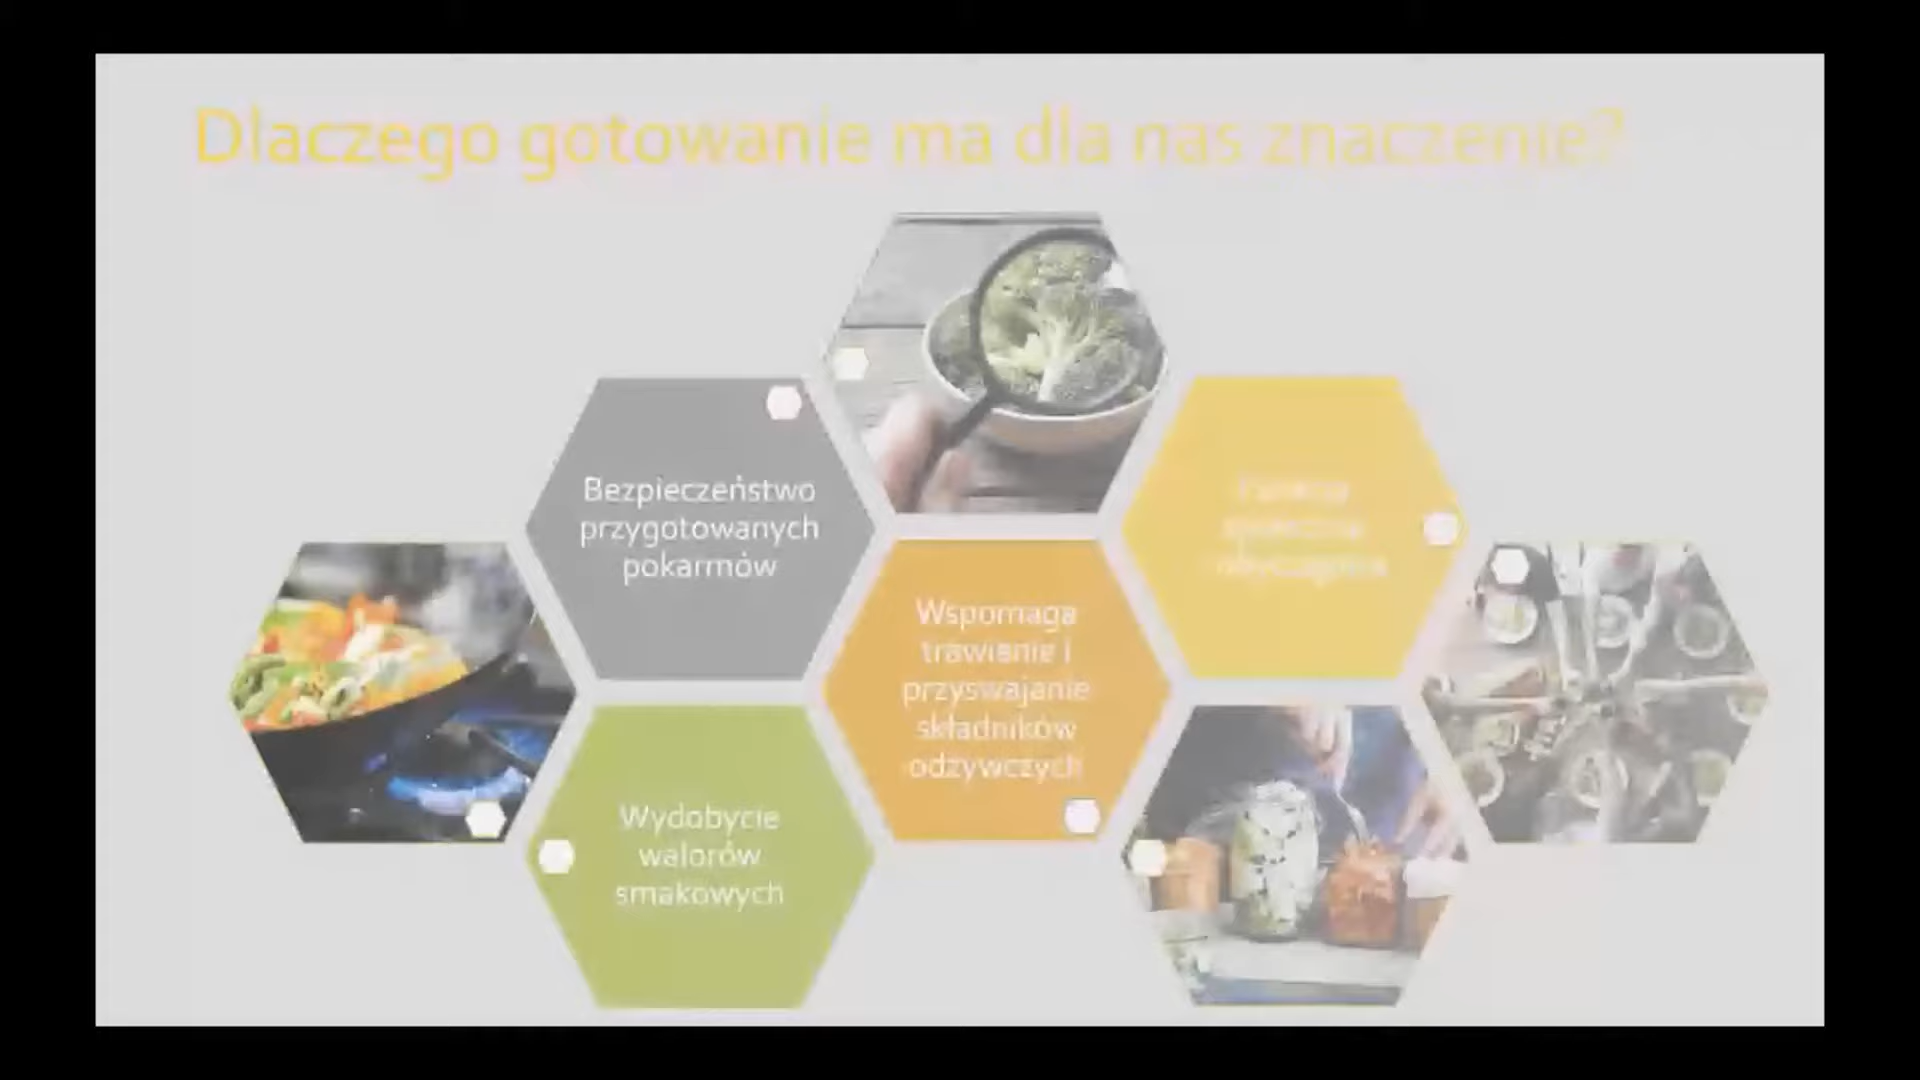 Dlaczego gotowanie ma dla nas znaczenie?
Bezpieczeństwo
przygotowanych
pokarmów
Wspomaga
trawienie i
przyswajanie
składników
odżywczych
Wydobycie
walorów
smakowych